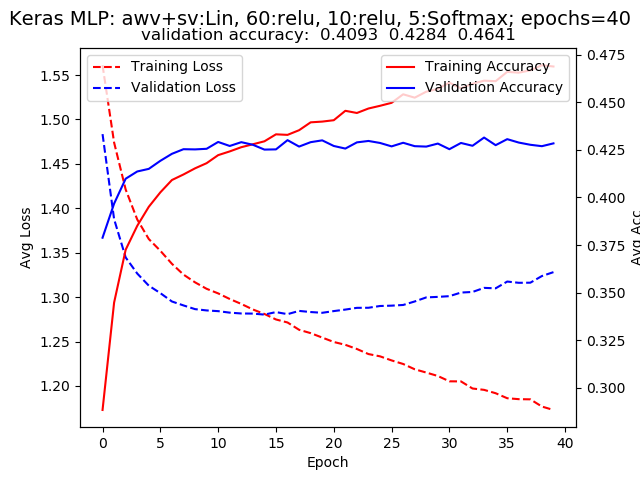 Keras MLP: awv+sv:Lin, 60:relu, 10:relu, 5:Softmax; epochs=40
validation accuracy:  0.4093  0.4284  0.4641
Training Loss
Validation Loss
Training Accuracy
Validation Accuracy
Avg Loss
1.55
1.50
1.45
1.40
1.35
1.30
1.25
1.20
0.475
0.450
0.425
0.400
0.375
0.350
0.325
0.300
Avg Acc
0 5 10 15 20 25 30 35 40
Epoch